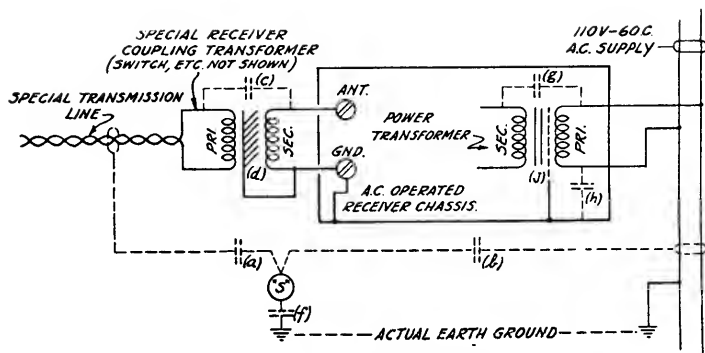 SPECIAL RECEIVER
COUPLING TRANSFORMER
(SWITCH, ETC. NOT SHOWN)
SPECIAL TRANSMISSION
LINE
PRI.
(c)
(d)
SEC.
ANT.
GND.
A.C. OPERATED
RECEIVER CHASSIS.
POWER
TRANSFORMER
SEC.
(g)
(J)
PRI.
(h)
110V-60C.
A.C. SUPPLY
(a)
"S"
(f)
(b)
ACTUAL EARTH GROUND